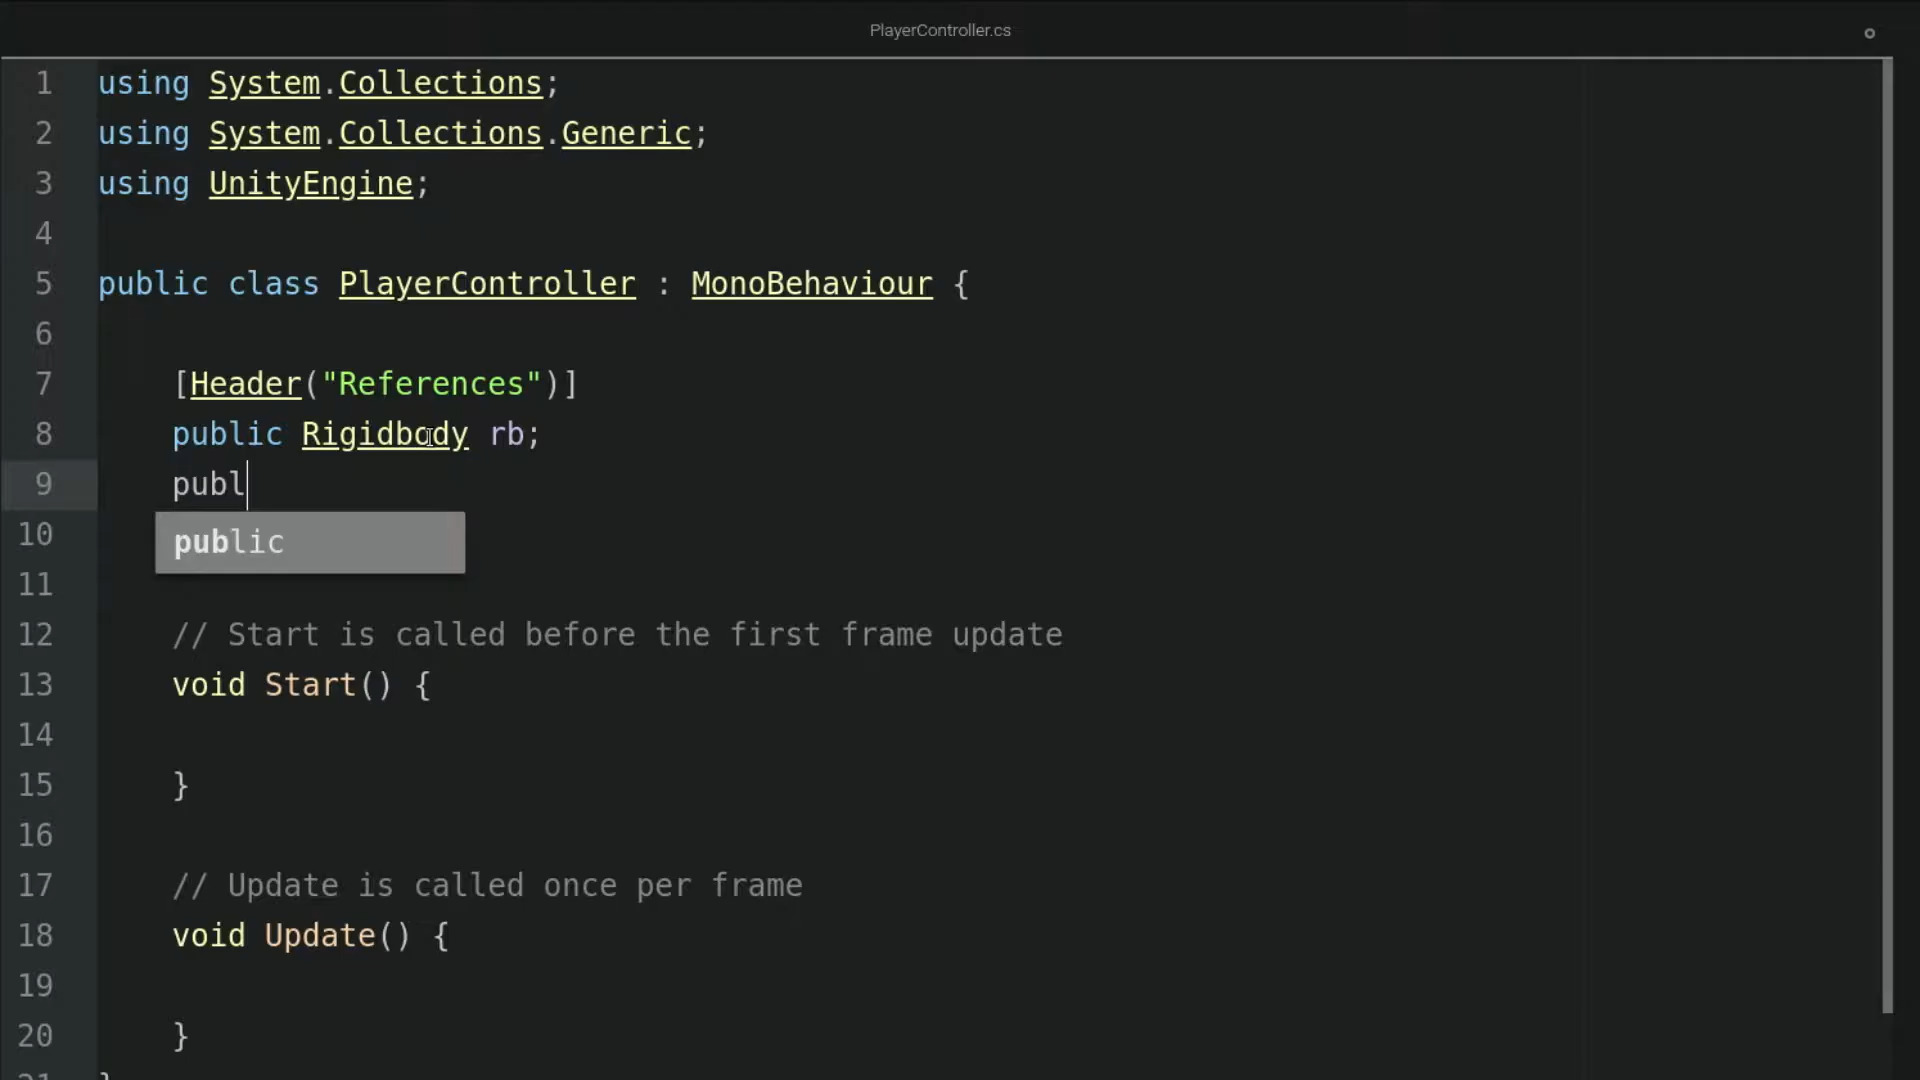 PlayerController.cs
1 using System.Collections;
2 using System.Collections.Generic;
3 using UnityEngine;
4
5 public class PlayerController : MonoBehaviour {
6
7 [Header("References")]
8 public Rigidbody rb;
9 publ
public
10
11
12 // Start is called before the first frame update
13 void Start() {
14
15 }
16
17 // Update is called once per frame
18 void Update() {
19
20 }
21 }